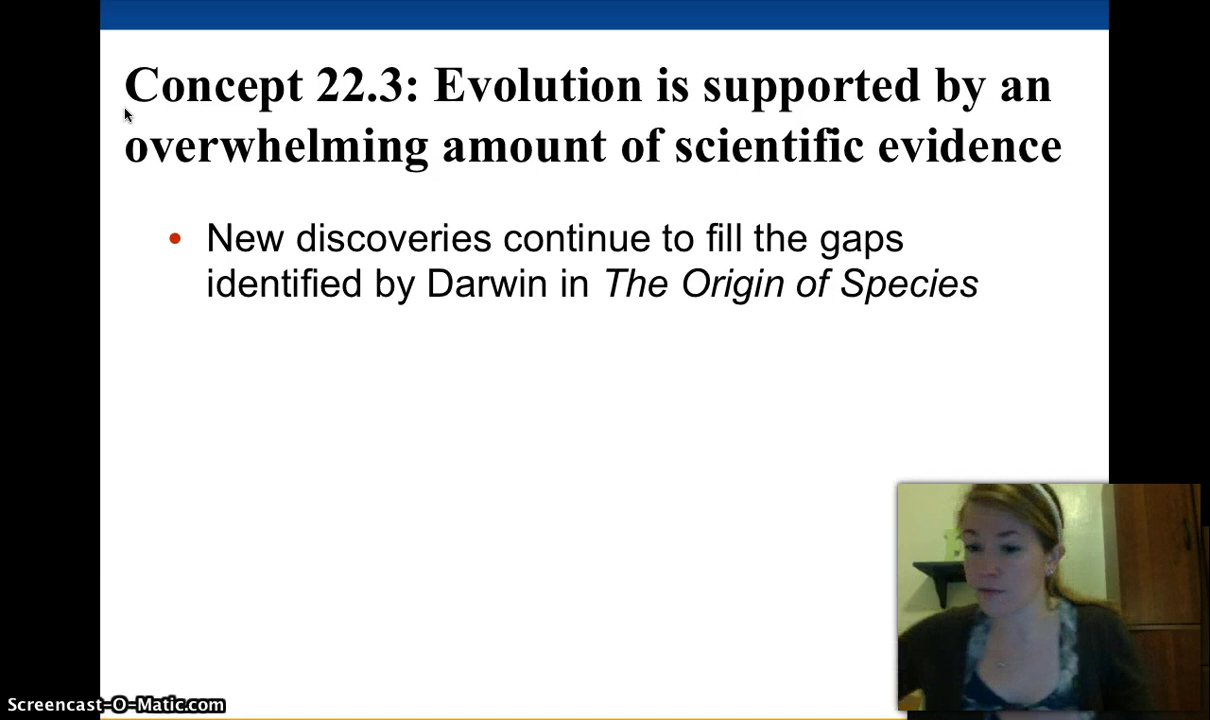 Concept 22.3: Evolution is supported by an
overwhelming amount of scientific evidence
• New discoveries continue to fill the gaps
identified by Darwin in The Origin of Species
Screencast-O-Matic.com